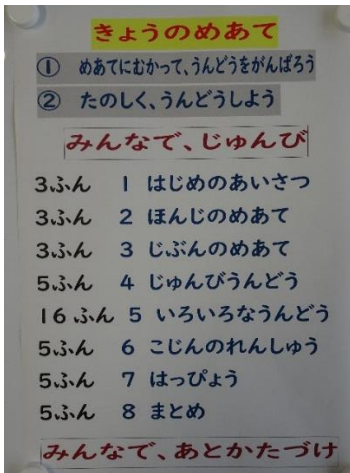 きょうのめあて
① めあてにむかって、うんどうをがんばろう
② たのしく、うんどうしよう
みんなで、じゅんび
3ふん 1 はじめのあいさつ
3ふん 2 ほんじのめあて
3ふん 3 じぶんのめあて
5ふん 4 じゅんびうんどう
16ふん 5 いろいろなうんどう
5ふん 6 こじんのれんしゅう
5ふん 7 はっぴょう
5ふん 8 まとめ
みんなで、あとかたづけ